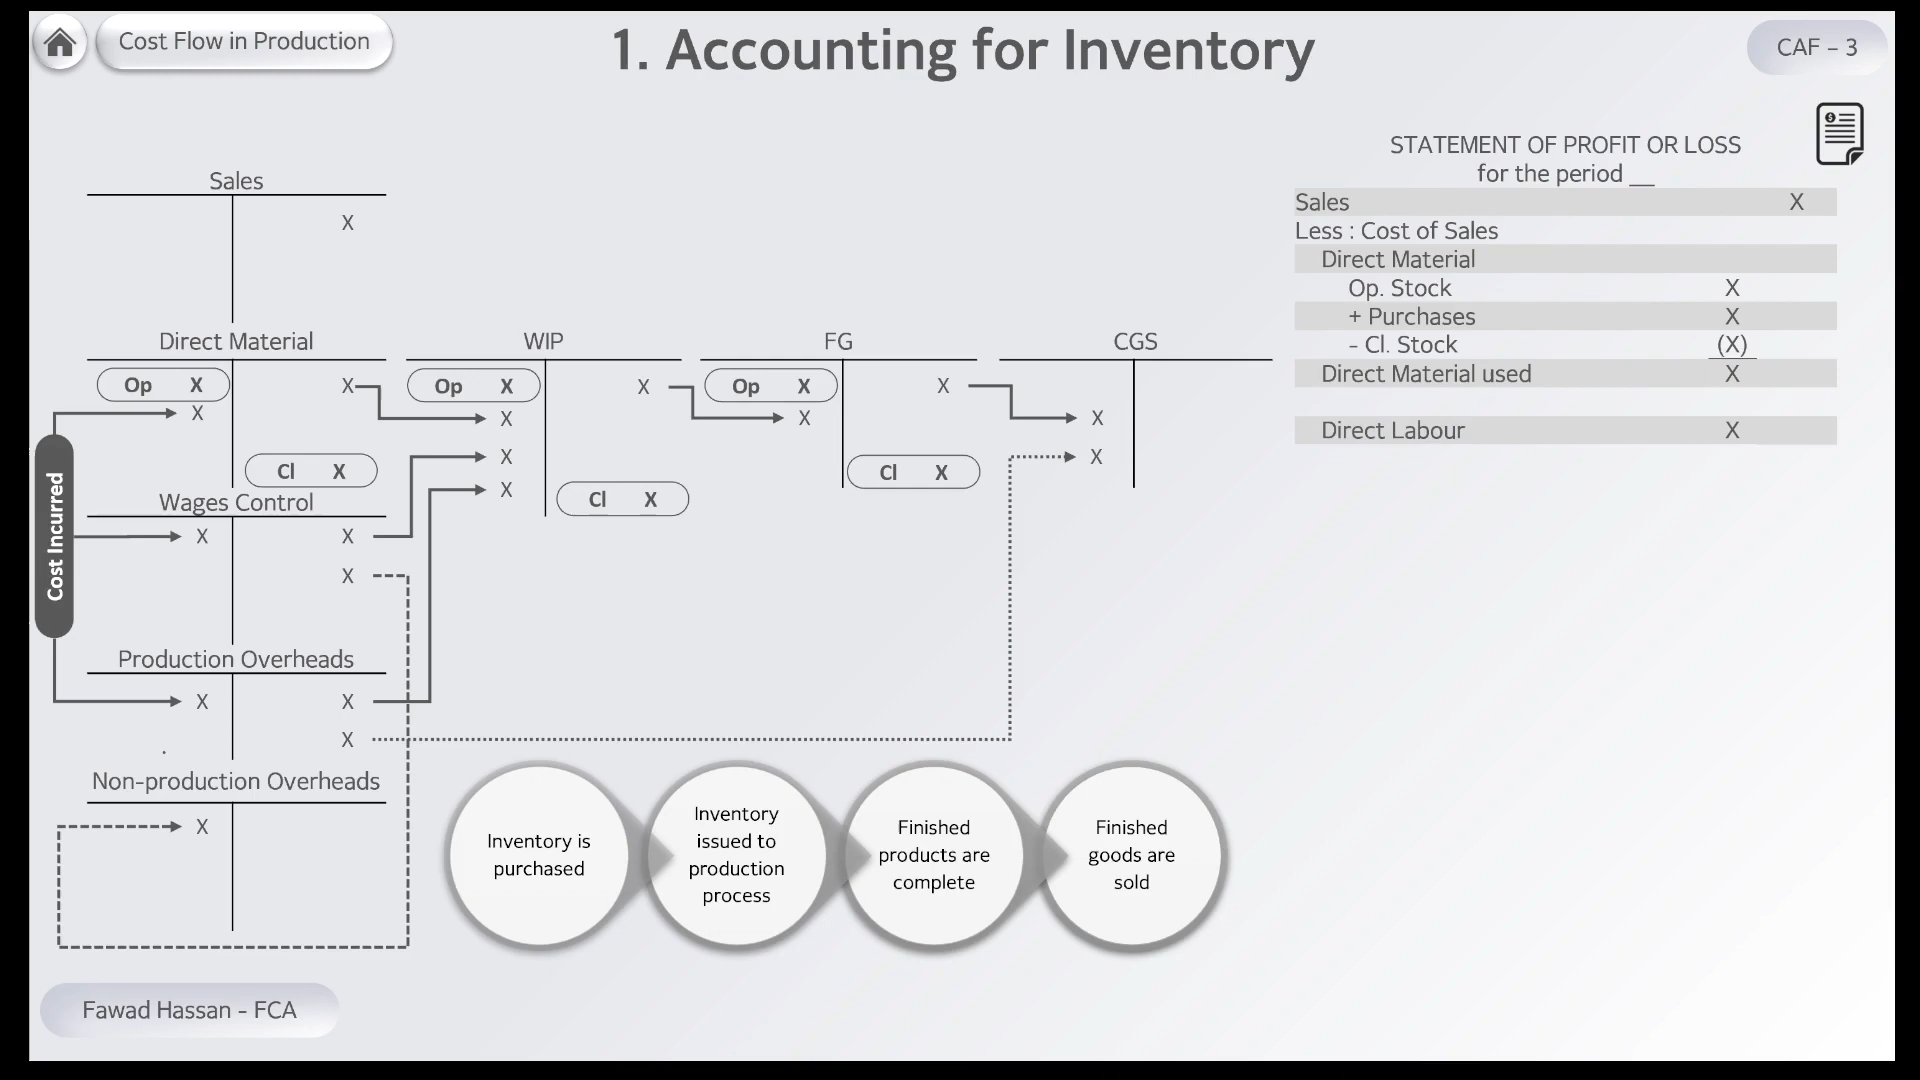 Cost Flow in Production
1. Accounting for Inventory
CAF – 3
STATEMENT OF PROFIT OR LOSS
for the period __
Sales X
Less : Cost of Sales
Direct Material
Op. Stock X
+ Purchases X
– Cl. Stock (X)
Direct Material used X
Direct Labour X
Sales
X
Direct Material
Op X X
X
Cl X
WIP
Op X X
X
X
X
Cl X
FG
Op X X
X
Cl X
CGS
X
X
Cost Incurred
Wages Control
X X
X
Production Overheads
X X
X
Non-production Overheads
X
Inventory is
purchased
Inventory
issued to
production
process
Finished
products are
complete
Finished
goods are
sold
Fawad Hassan – FCA